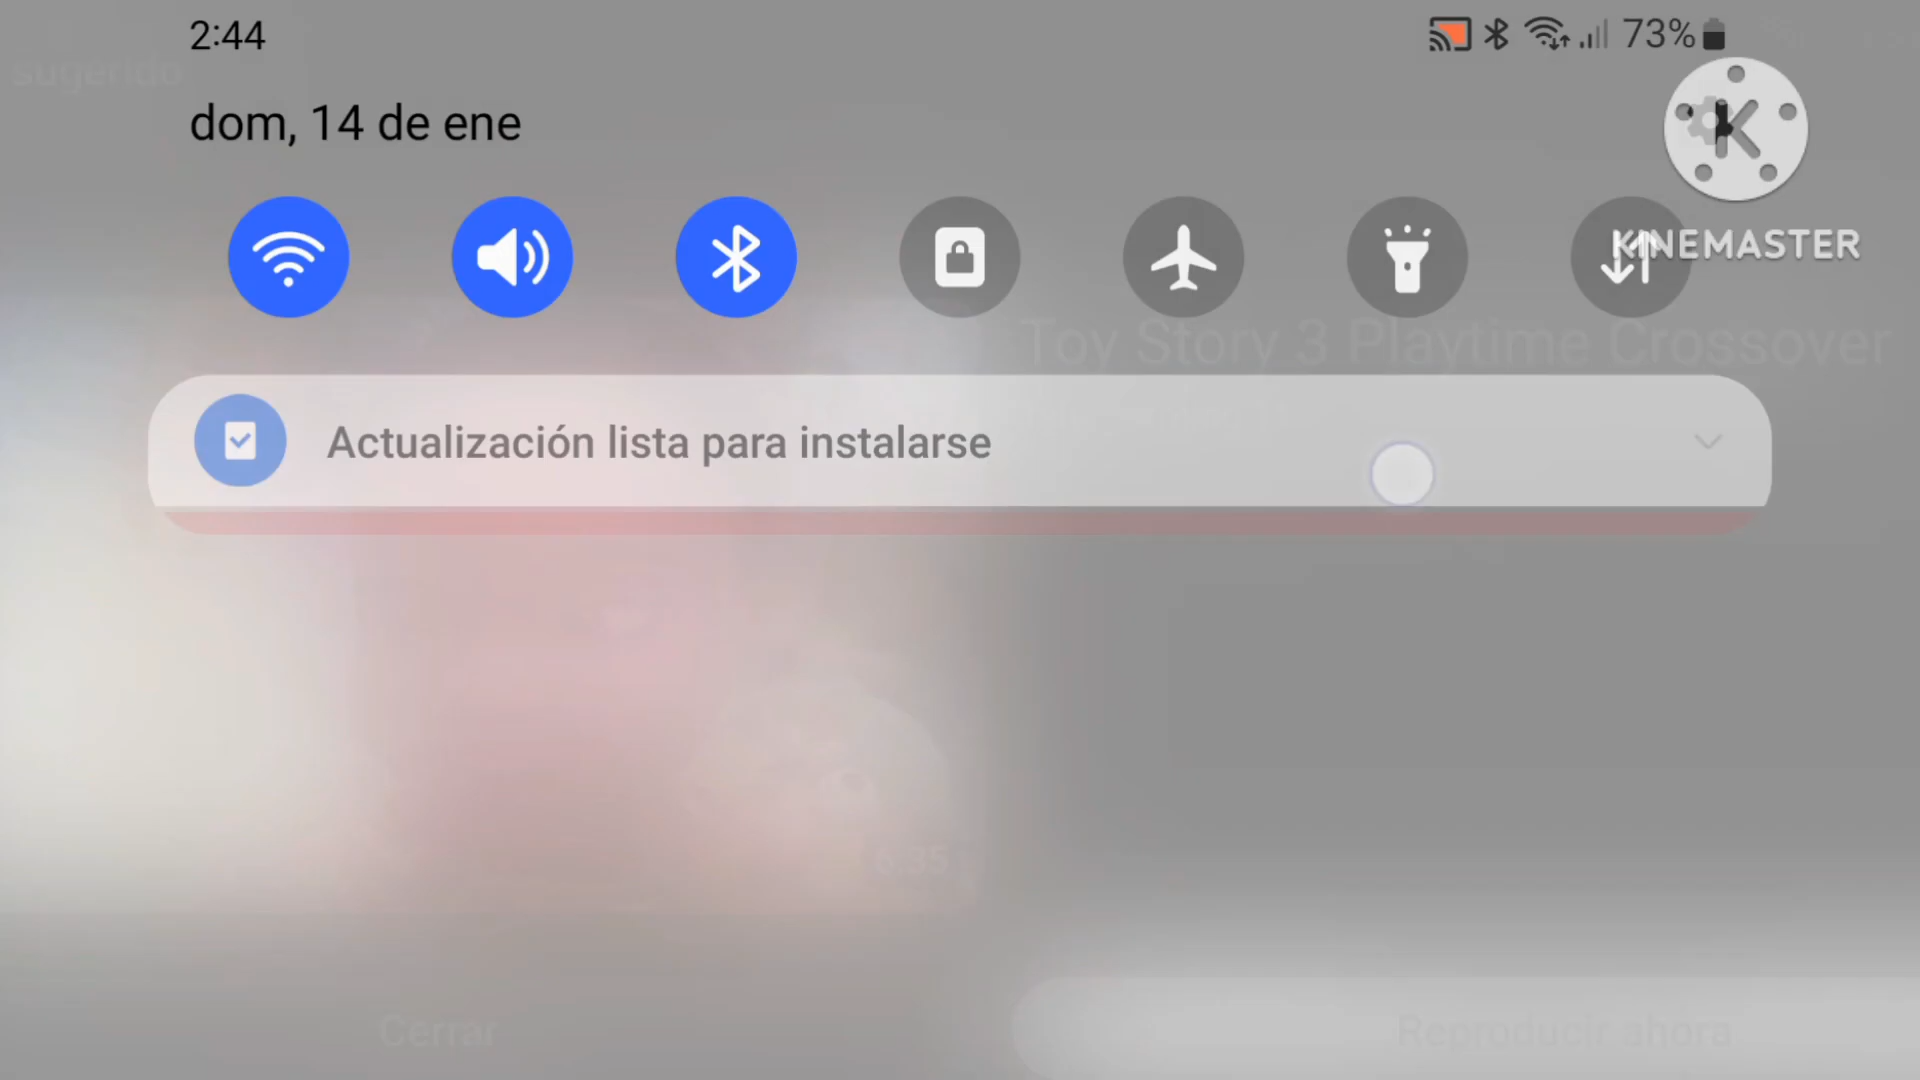 2:44
73%
sugerido
dom, 14 de ene
K
KINEMASTER
Toy Story 3 Playtime Crossover
Actualización lista para instalarse
Cerrar
Reproducir ahora